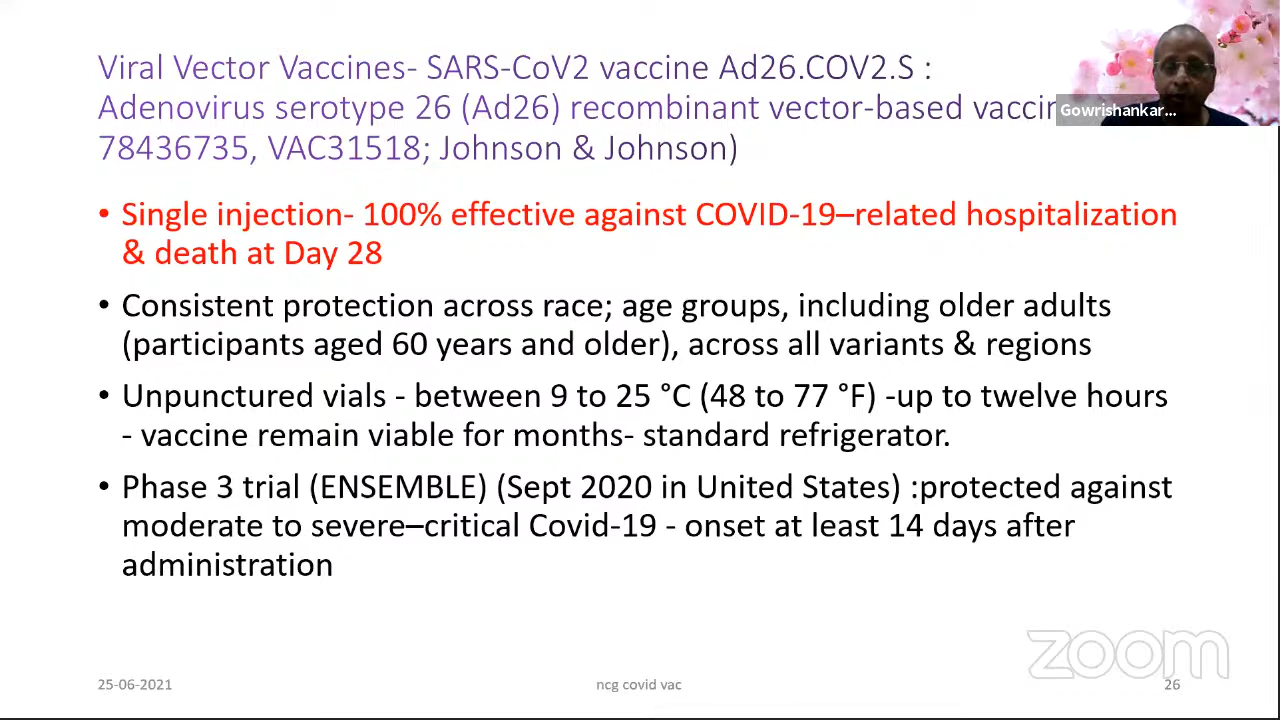 Viral Vector Vaccines- SARS-CoV2 vaccine Ad26.COV2.S :
Adenovirus serotype 26 (Ad26) recombinant vector-based
78436735, VAC31518; Johnson & Johnson)
Gowrishankar...
• Single injection- 100% effective against COVID-19–related hospitalization
& death at Day 28
• Consistent protection across race; age groups, including older adults
(participants aged 60 years and older), across all variants & regions
• Unpunctured vials - between 9 to 25 °C (48 to 77 °F) -up to twelve hours
- vaccine remain viable for months- standard refrigerator.
• Phase 3 trial (ENSEMBLE) (Sept 2020 in United States) :protected against
moderate to severe–critical Covid-19 - onset at least 14 days after
administration
zoom
25-06-2021
ncg covid vac
26